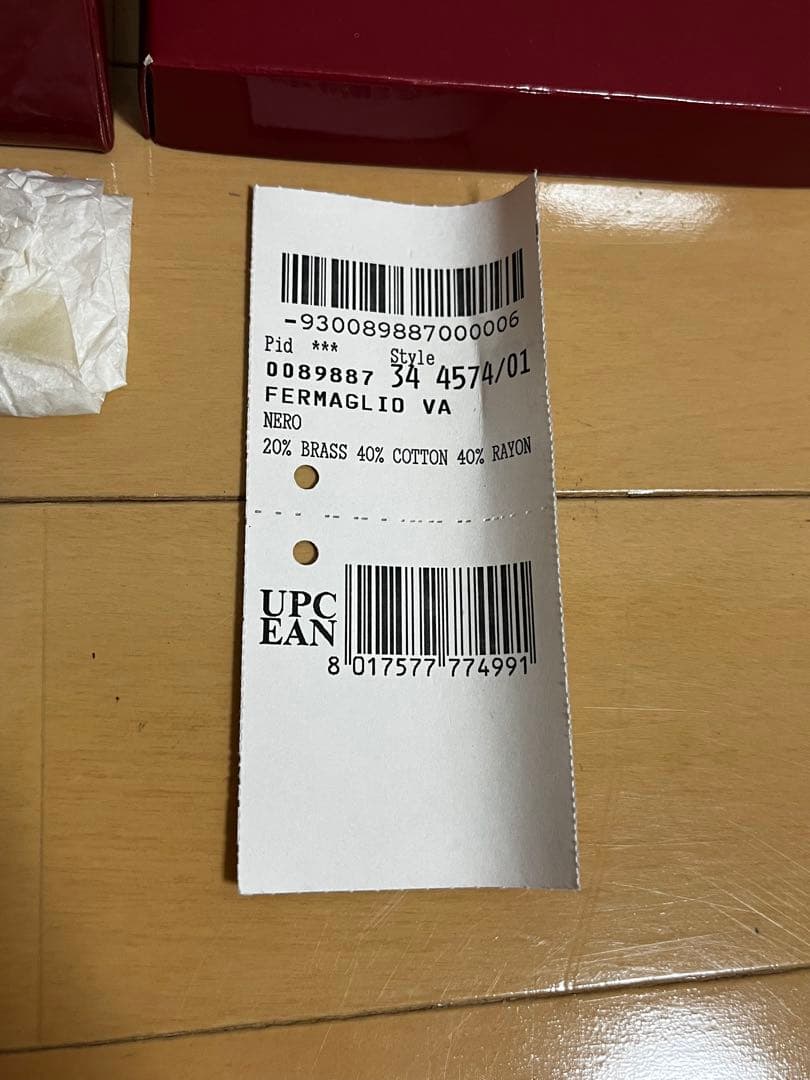 -930089887000006
Pid *** Style
0089887 34 4574/01
FERMAGLIO VA
NERO
20% BRASS 40% COTTON 40% RAYON
UPC
EAN
8 017577 774991